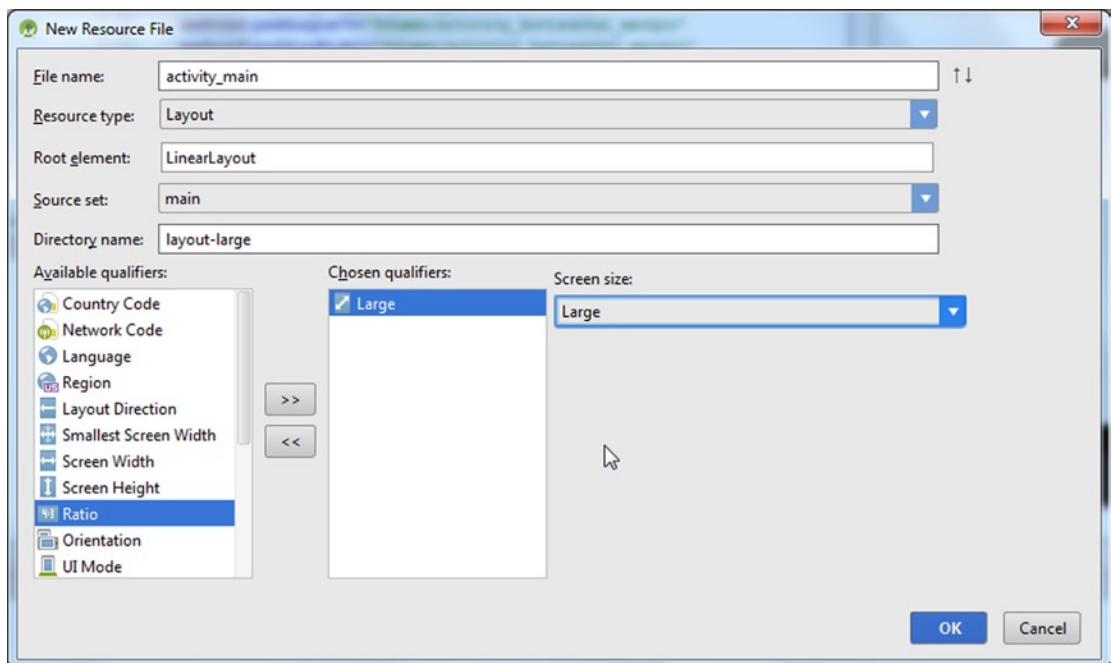 New Resource File
File name: activity_main
Resource type: Layout
Root element: LinearLayout
Source set: main
Directory name: layout-large
Available qualifiers:
Chosen qualifiers:
Screen size:
Country Code
Network Code
Language
Region
Layout Direction
Smallest Screen Width
Screen Width
Screen Height
Ratio
Orientation
UI Mode
>>
<<
Large
Large
OK
Cancel